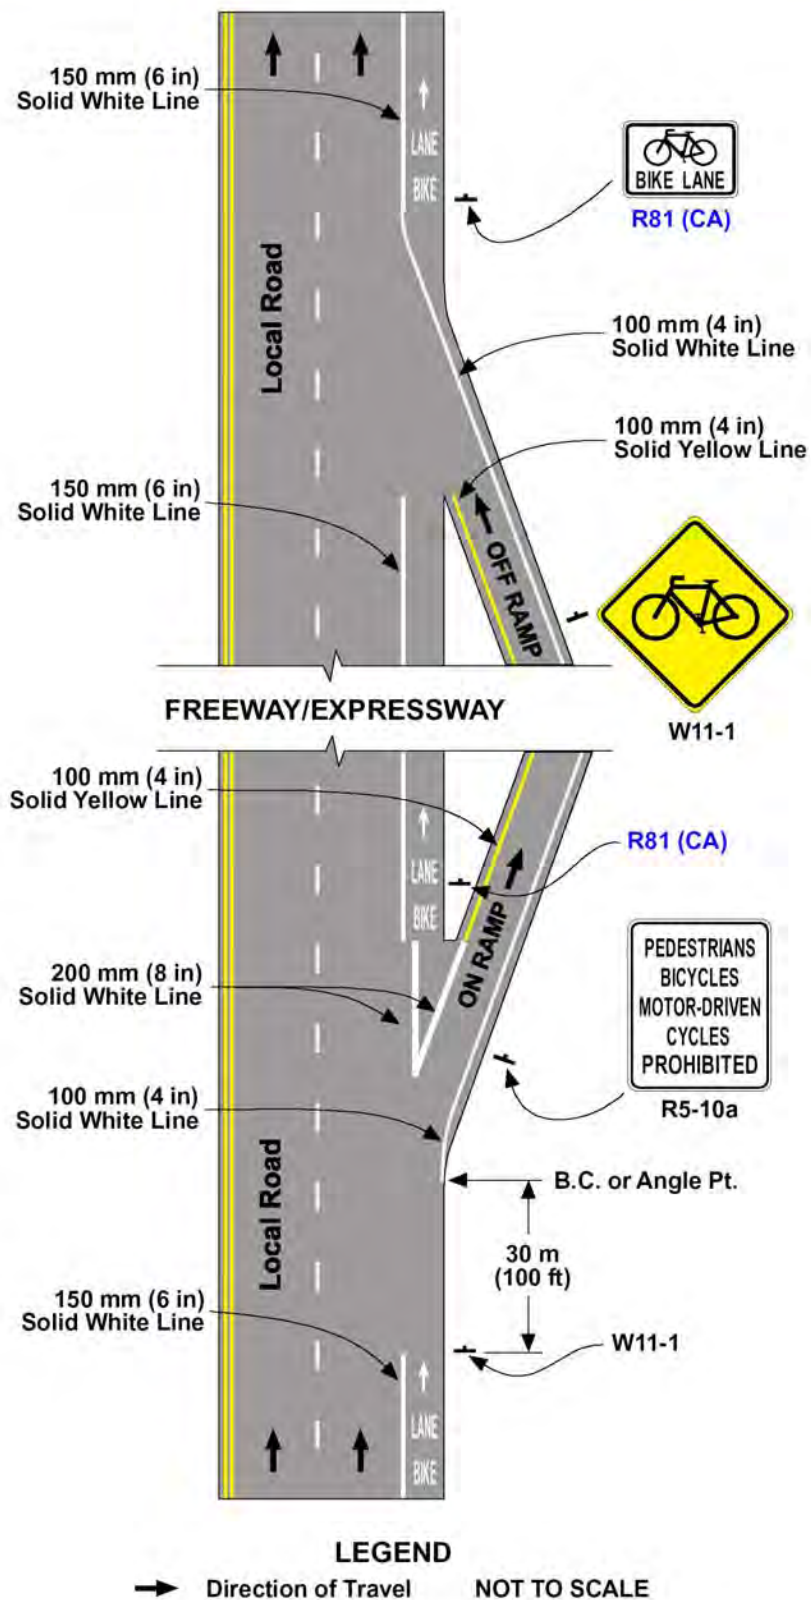 150 mm (6 in)
Solid White Line
LANE
BIKE
BIKE LANE
R81 (CA)
Local Road
100 mm (4 in)
Solid White Line
100 mm (4 in)
Solid Yellow Line
150 mm (6 in)
Solid White Line
OFF RAMP
W11-1
FREEWAY/EXPRESSWAY
100 mm (4 in)
Solid Yellow Line
R81 (CA)
LANE
BIKE
ON RAMP
PEDESTRIANS
BICYCLES
MOTOR-DRIVEN
CYCLES
PROHIBITED
R5-10a
200 mm (8 in)
Solid White Line
100 mm (4 in)
Solid White Line
B.C. or Angle Pt.
Local Road
30 m
(100 ft)
150 mm (6 in)
Solid White Line
W11-1
LANE
BIKE
LEGEND
Direction of Travel NOT TO SCALE